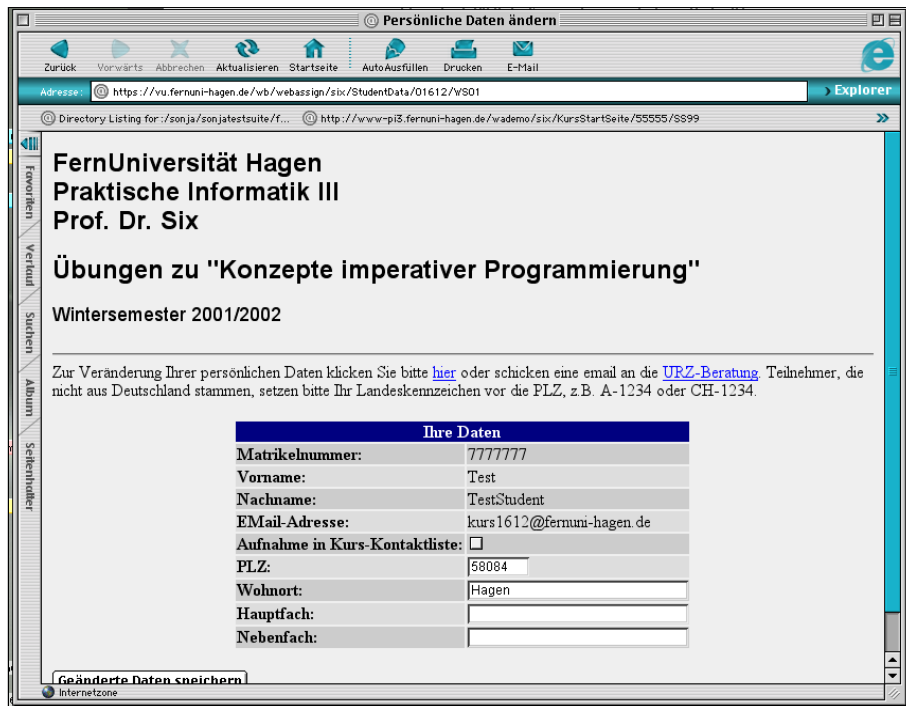 Persönliche Daten ändern
Zurück Vorwärts Abbrechen Aktualisieren Startseite AutoAusfüllen Drucken E-Mail
Adresse: https://vu.fernuni-hagen.de/wb/webassign/six/StudentData/01612/WS01 Explorer
Directory Listing for :/sonja/sonjatestsuite/f... http://www-pi3.fernuni-hagen.de/wademo/six/KursStartSeite/55555/SS99 »
Favoriten
Verlauf
Suchen
Album
Seitenhalter
FernUniversität Hagen
Praktische Informatik III
Prof. Dr. Six
Übungen zu "Konzepte imperativer Programmierung"
Wintersemester 2001/2002
Zur Veränderung Ihrer persönlichen Daten klicken Sie bitte hier oder schicken eine email an die URZ-Beratung. Teilnehmer, die
nicht aus Deutschland stammen, setzen bitte Ihr Landeskennzeichen vor die PLZ, z.B. A-1234 oder CH-1234.
Ihre Daten
Matrikelnummer: 7777777
Vorname: Test
Nachname: TestStudent
EMail-Adresse: kurs1612@fernuni-hagen.de
Aufnahme in Kurs-Kontaktliste:
PLZ: 58084
Wohnort: Hagen
Hauptfach:
Nebenfach:
Geänderte Daten speichern
Internetzone